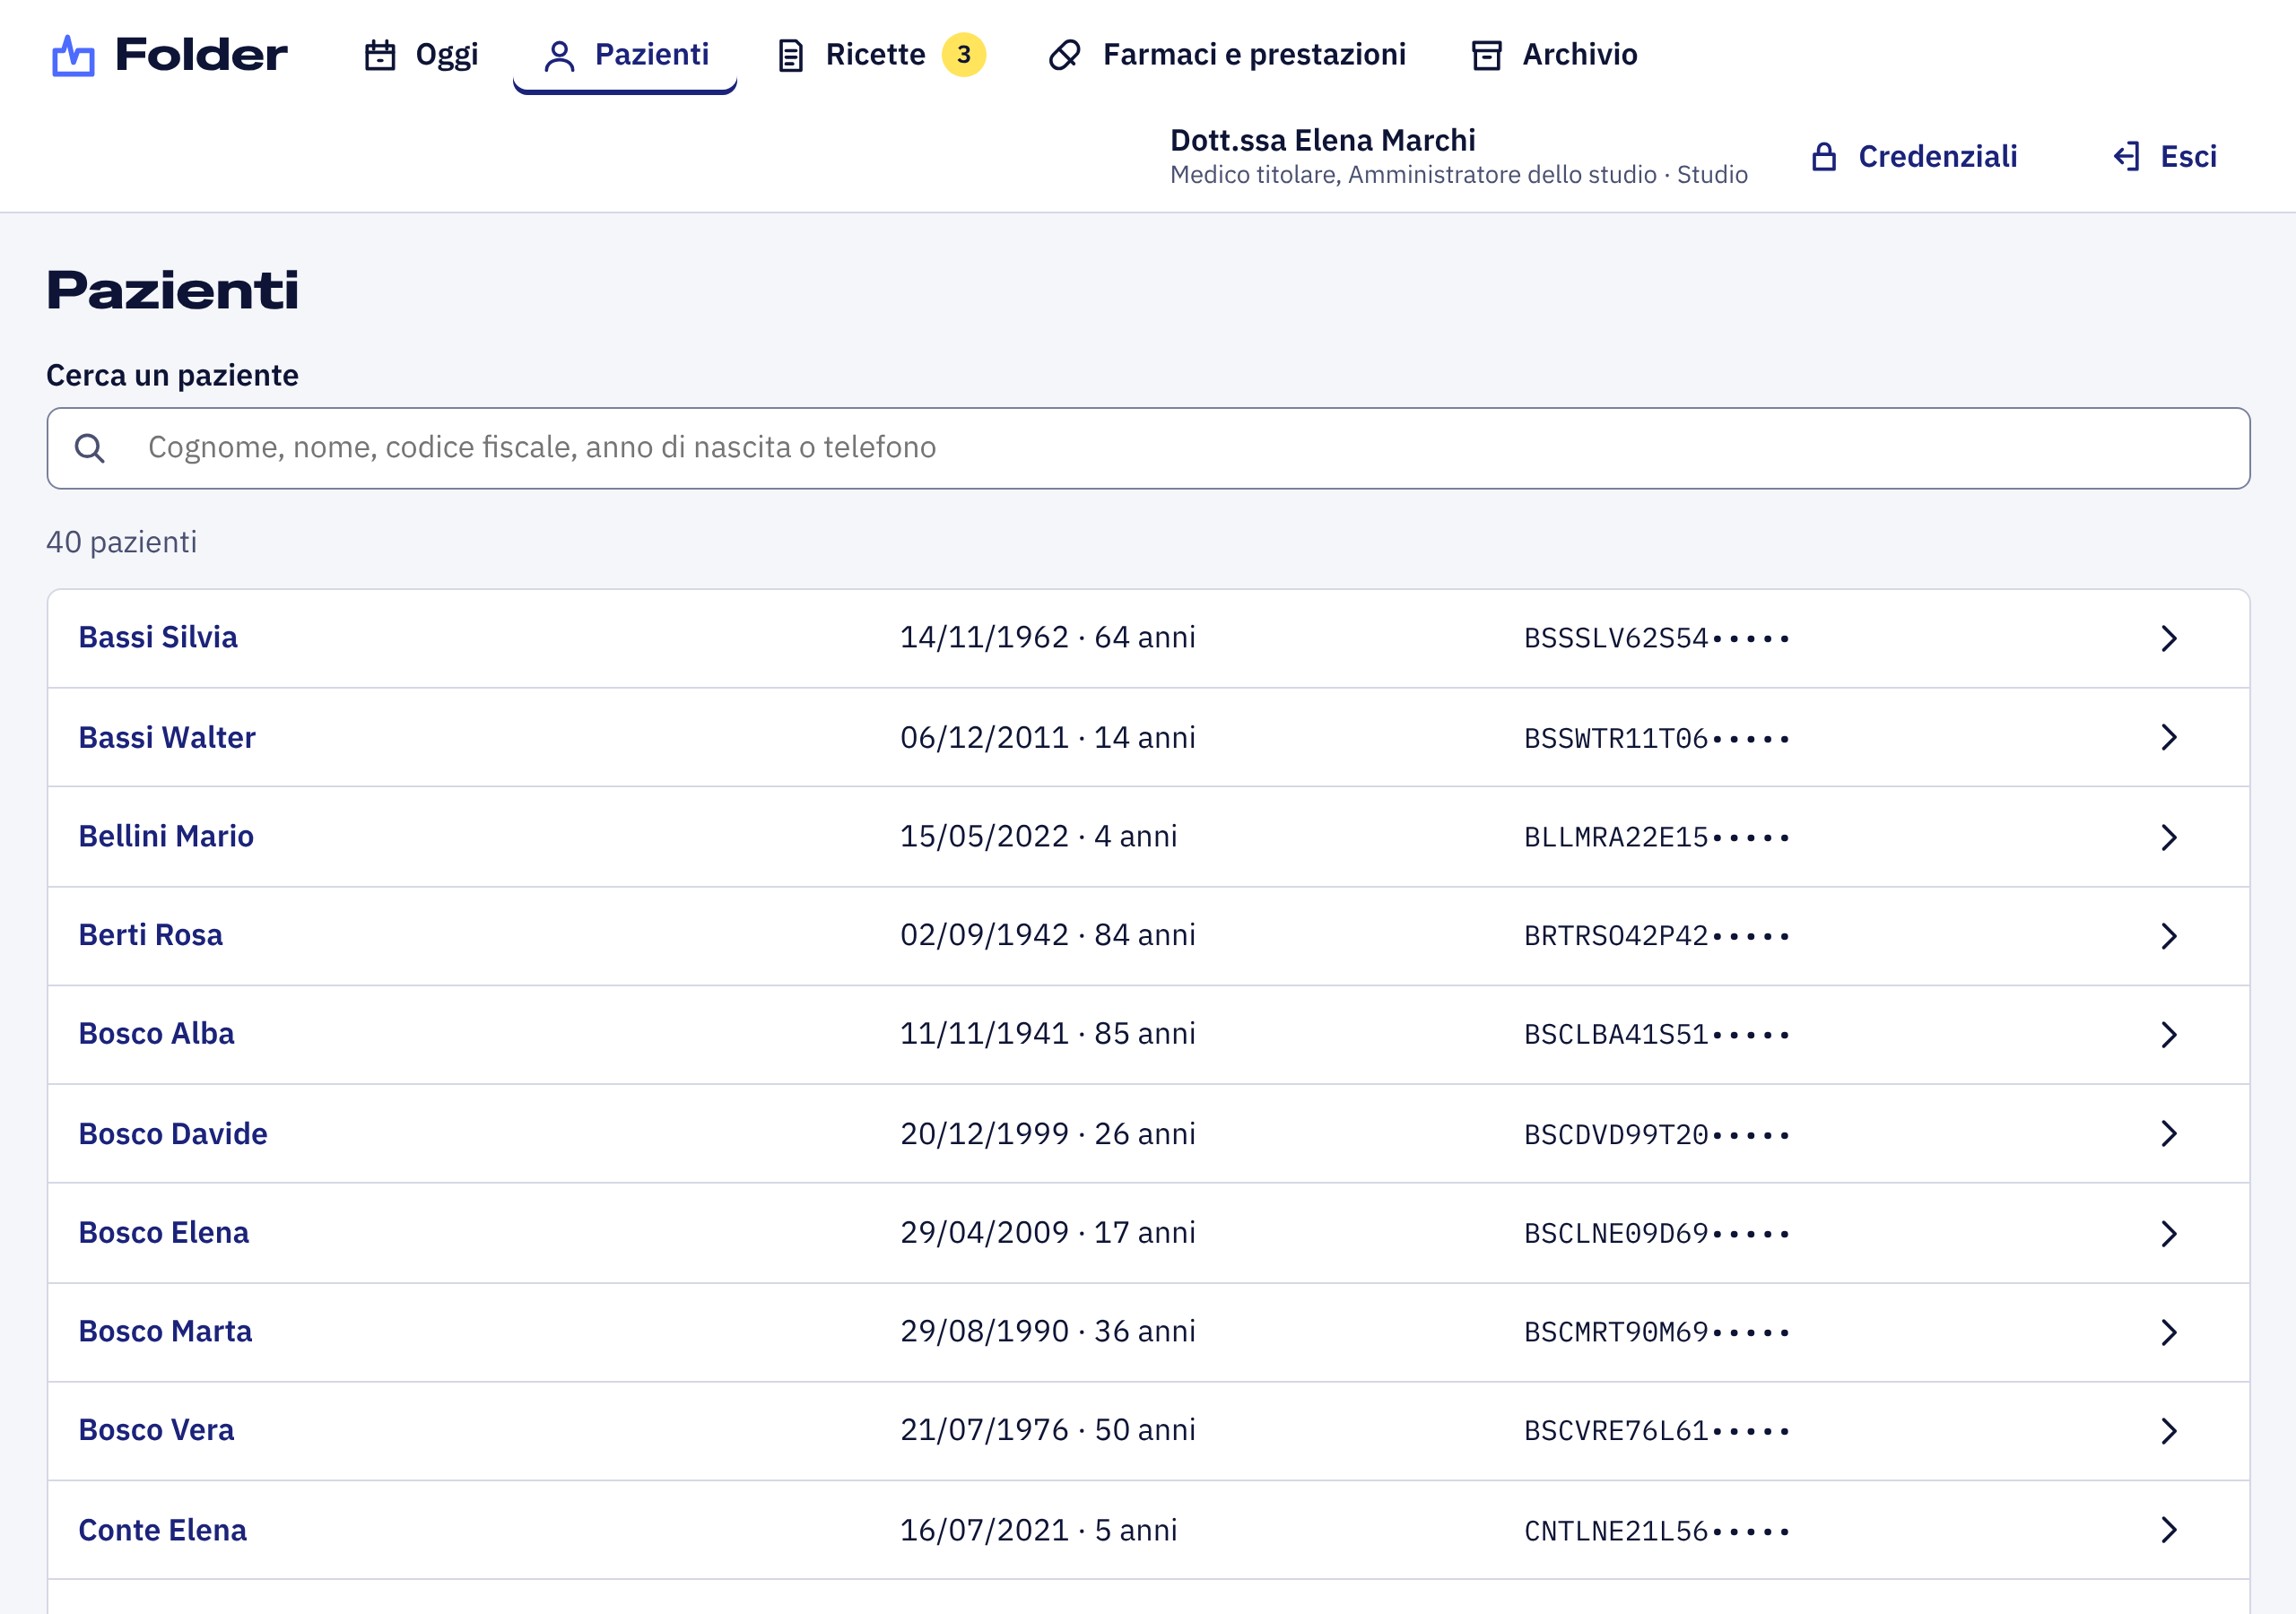 Folder Oggi Pazienti Ricette 3 Farmaci e prestazioni Archivio
Dott.ssa Elena Marchi
Medico titolare, Amministratore dello studio · Studio
Credenziali Esci
Pazienti
Cerca un paziente
Cognome, nome, codice fiscale, anno di nascita o telefono
40 pazienti
Bassi Silvia 14/11/1962 · 64 anni BSSSLV62S54•••••
Bassi Walter 06/12/2011 · 14 anni BSSWTR11T06•••••
Bellini Mario 15/05/2022 · 4 anni BLLMRA22E15•••••
Berti Rosa 02/09/1942 · 84 anni BRTRSO42P42•••••
Bosco Alba 11/11/1941 · 85 anni BSCLBA41S51•••••
Bosco Davide 20/12/1999 · 26 anni BSCDVD99T20•••••
Bosco Elena 29/04/2009 · 17 anni BSCLNE09D69•••••
Bosco Marta 29/08/1990 · 36 anni BSCMRT90M69•••••
Bosco Vera 21/07/1976 · 50 anni BSCVRE76L61•••••
Conte Elena 16/07/2021 · 5 anni CNTLNE21L56•••••